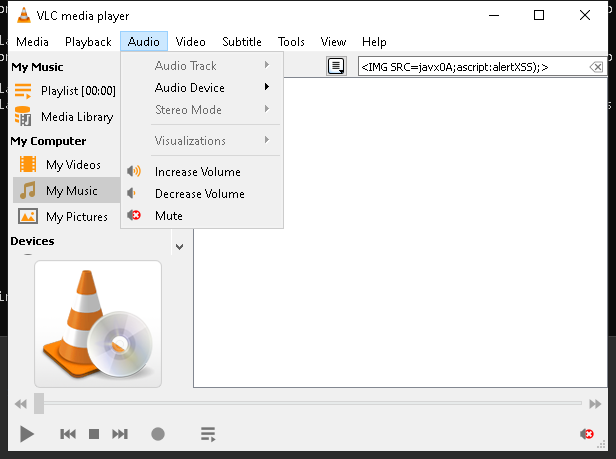 VLC media player
Media Playback Audio Video Subtitle Tools View Help
My Music
Playlist [00:00]
Media Library
My Computer
My Videos
My Music
My Pictures
Devices
Audio Track
Audio Device
Stereo Mode
Visualizations
Increase Volume
Decrease Volume
Mute
<IMG SRC=javx0A;ascript:alertXSS);>